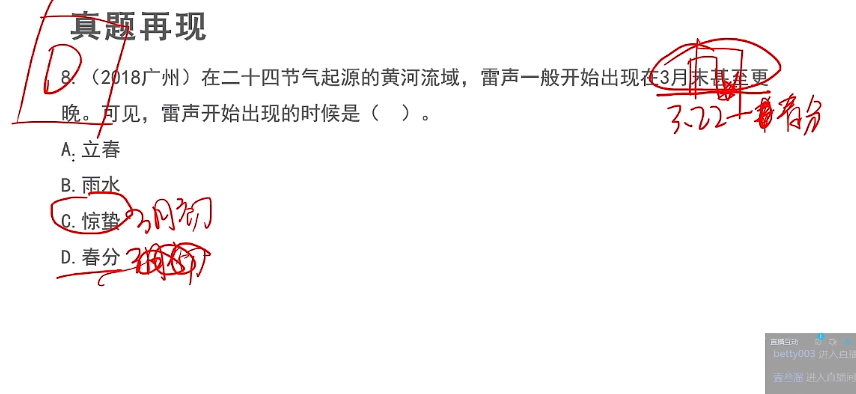 真题再现
D
8.（2018广州）在二十四节气起源的黄河流域，雷声一般开始出现在3月末甚至更
晚。可见，雷声开始出现的时候是（　）。
3.22一春分
A. 立春
B. 雨水
C. 惊蛰 3月初
D. 春分
直播互动
betty003 进入直播
进入直播间